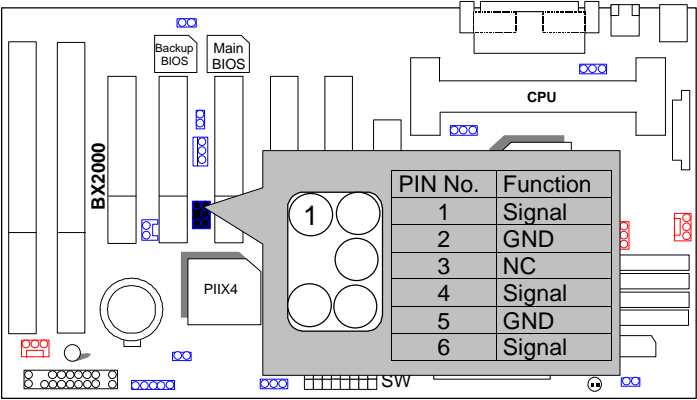 Backup
BIOS
Main
BIOS
CPU
BX2000
PIN No. Function
1 Signal
2 GND
3 NC
4 Signal
5 GND
6 Signal
1
PIIX4
SW